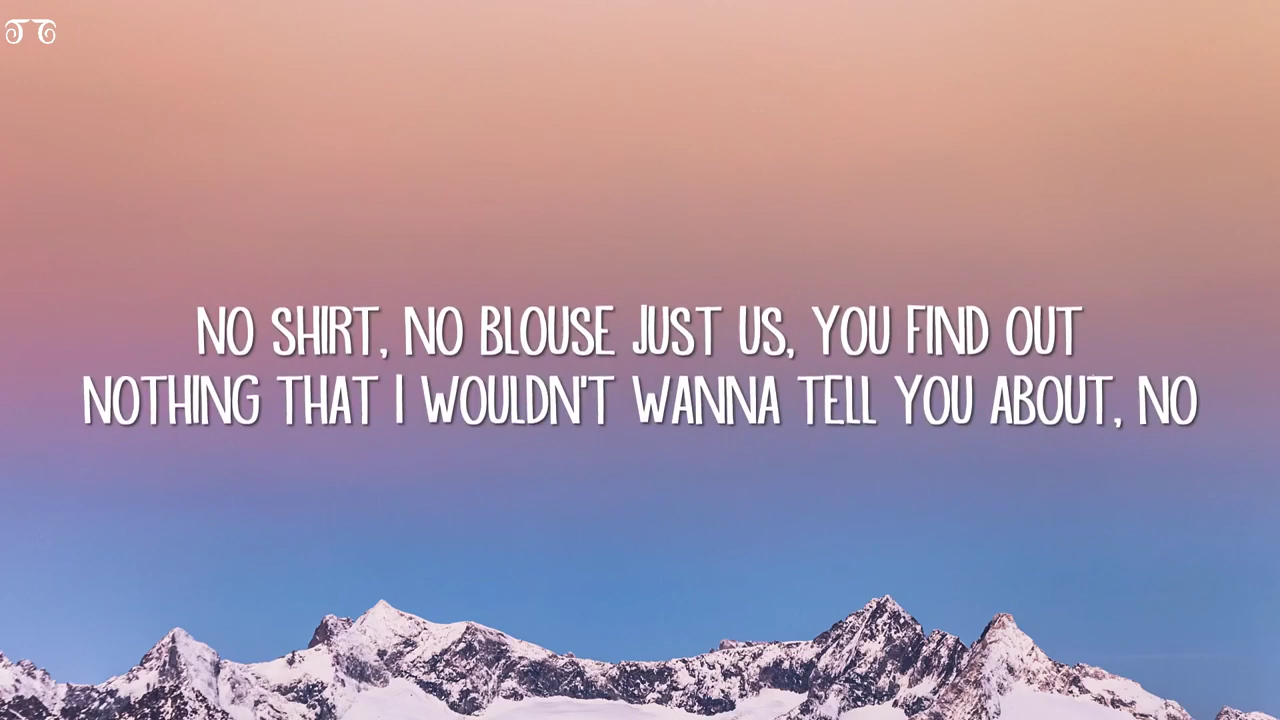 NO SHIRT, NO BLOUSE JUST US, YOU FIND OUT
NOTHING THAT I WOULDN'T WANNA TELL YOU ABOUT, NO